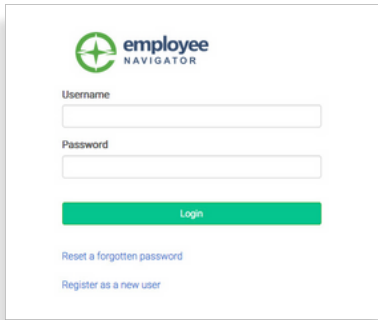 employee
NAVIGATOR
Username
Password
Login
Reset a forgotten password
Register as a new user